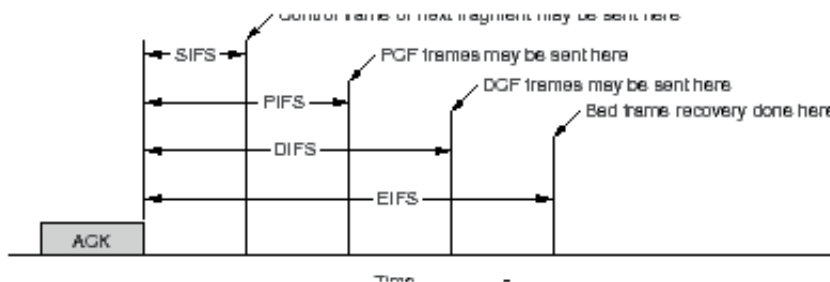 Control frame or next fragment may be sent here
SIFS
PCF frames may be sent here
DCF frames may be sent here
PIFS
Bad frame recovery done here
DIFS
EIFS
ACK
Time